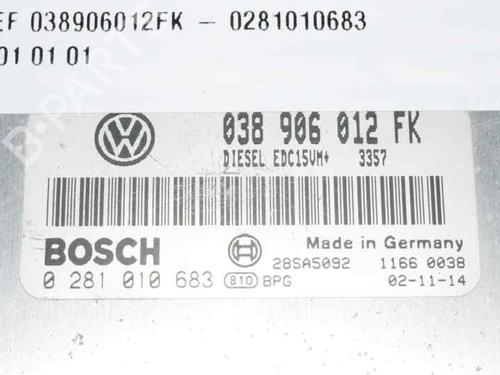 EF 038906012FK - 0281010683
01 01 01
038 906 012 FK
DIESEL EDC15VM+ 3357
BOSCH
Made in Germany
28SA5092 1166 0038
0 281 010 683 810 BPG 02-11-14
B-Parts